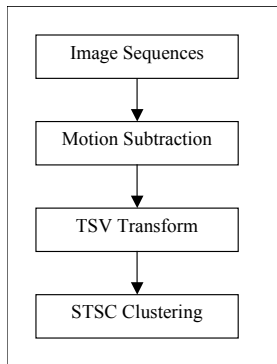 Image Sequences
Motion Subtraction
TSV Transform
STSC Clustering